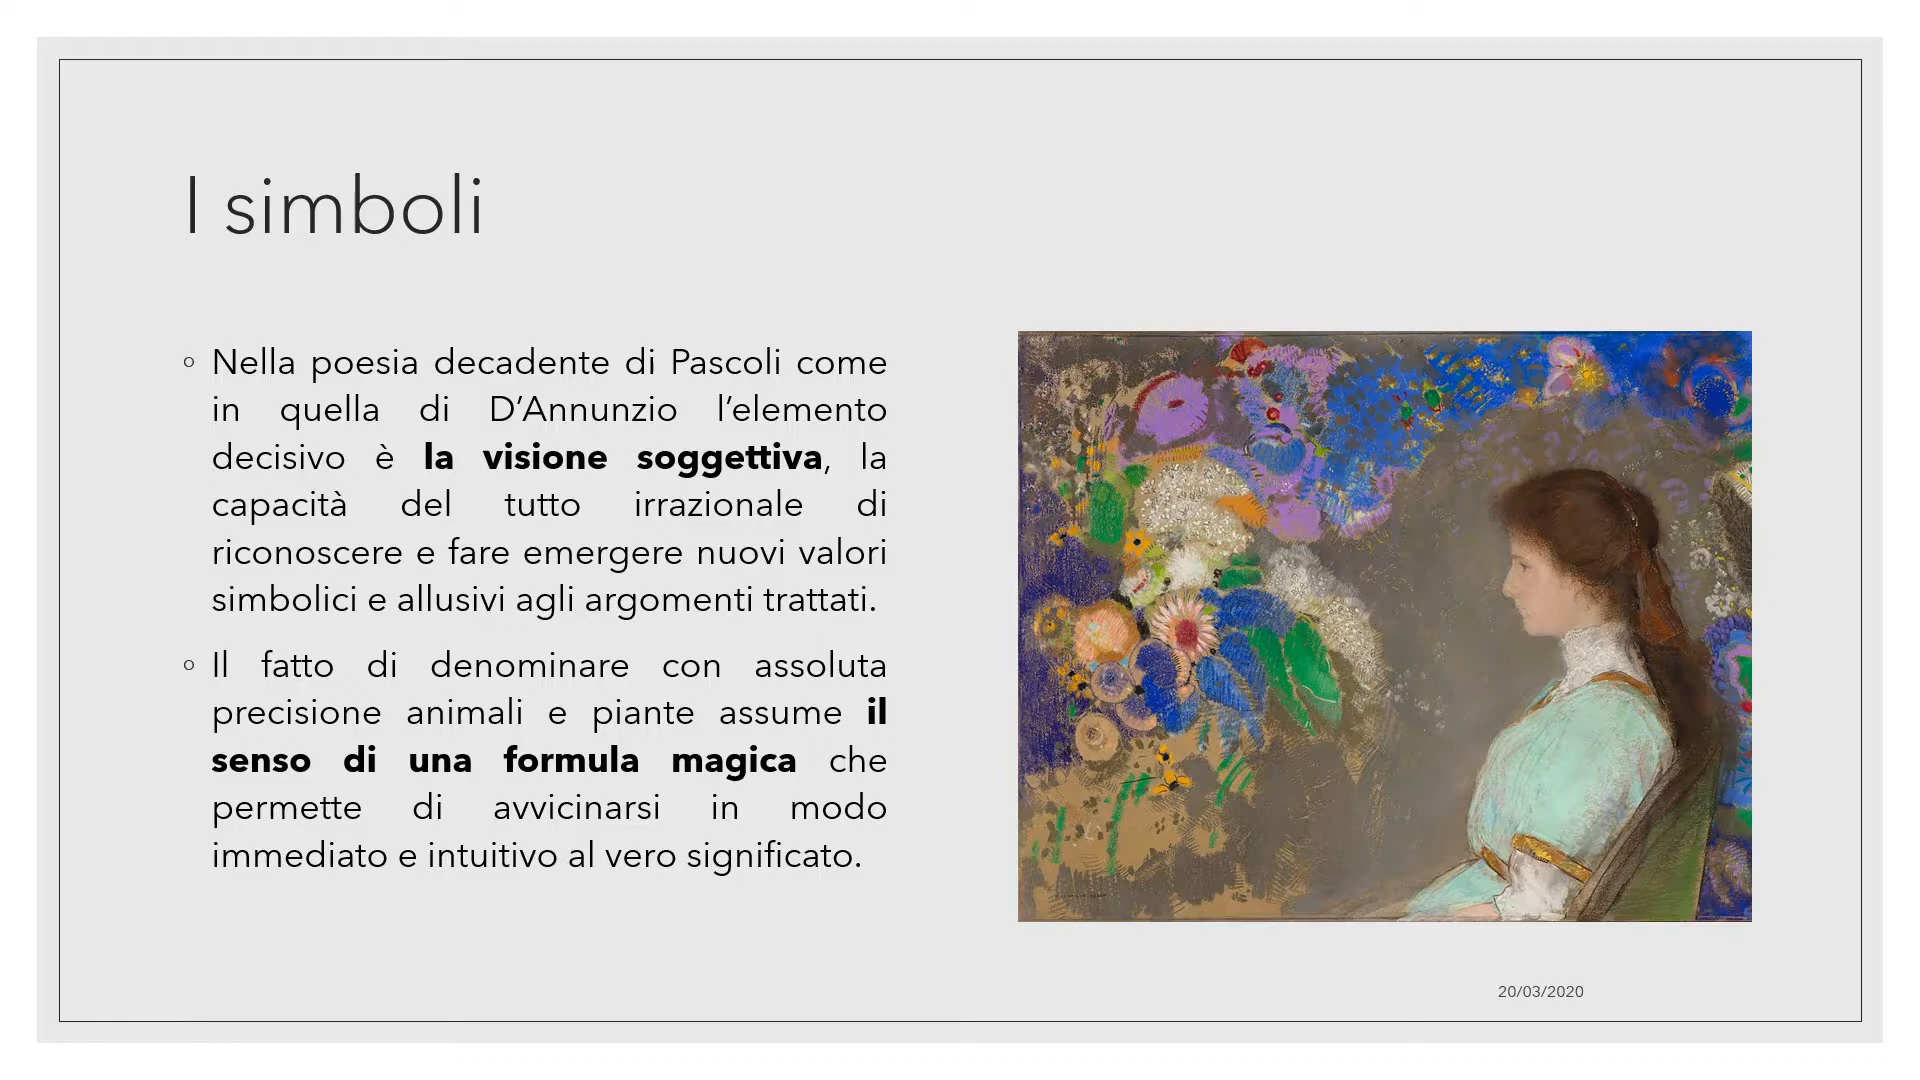 I simboli
◦ Nella poesia decadente di Pascoli come
in quella di D’Annunzio l’elemento
decisivo è la visione soggettiva, la
capacità del tutto irrazionale di
riconoscere e fare emergere nuovi valori
simbolici e allusivi agli argomenti trattati.
◦ Il fatto di denominare con assoluta
precisione animali e piante assume il
senso di una formula magica che
permette di avvicinarsi in modo
immediato e intuitivo al vero significato.
20/03/2020